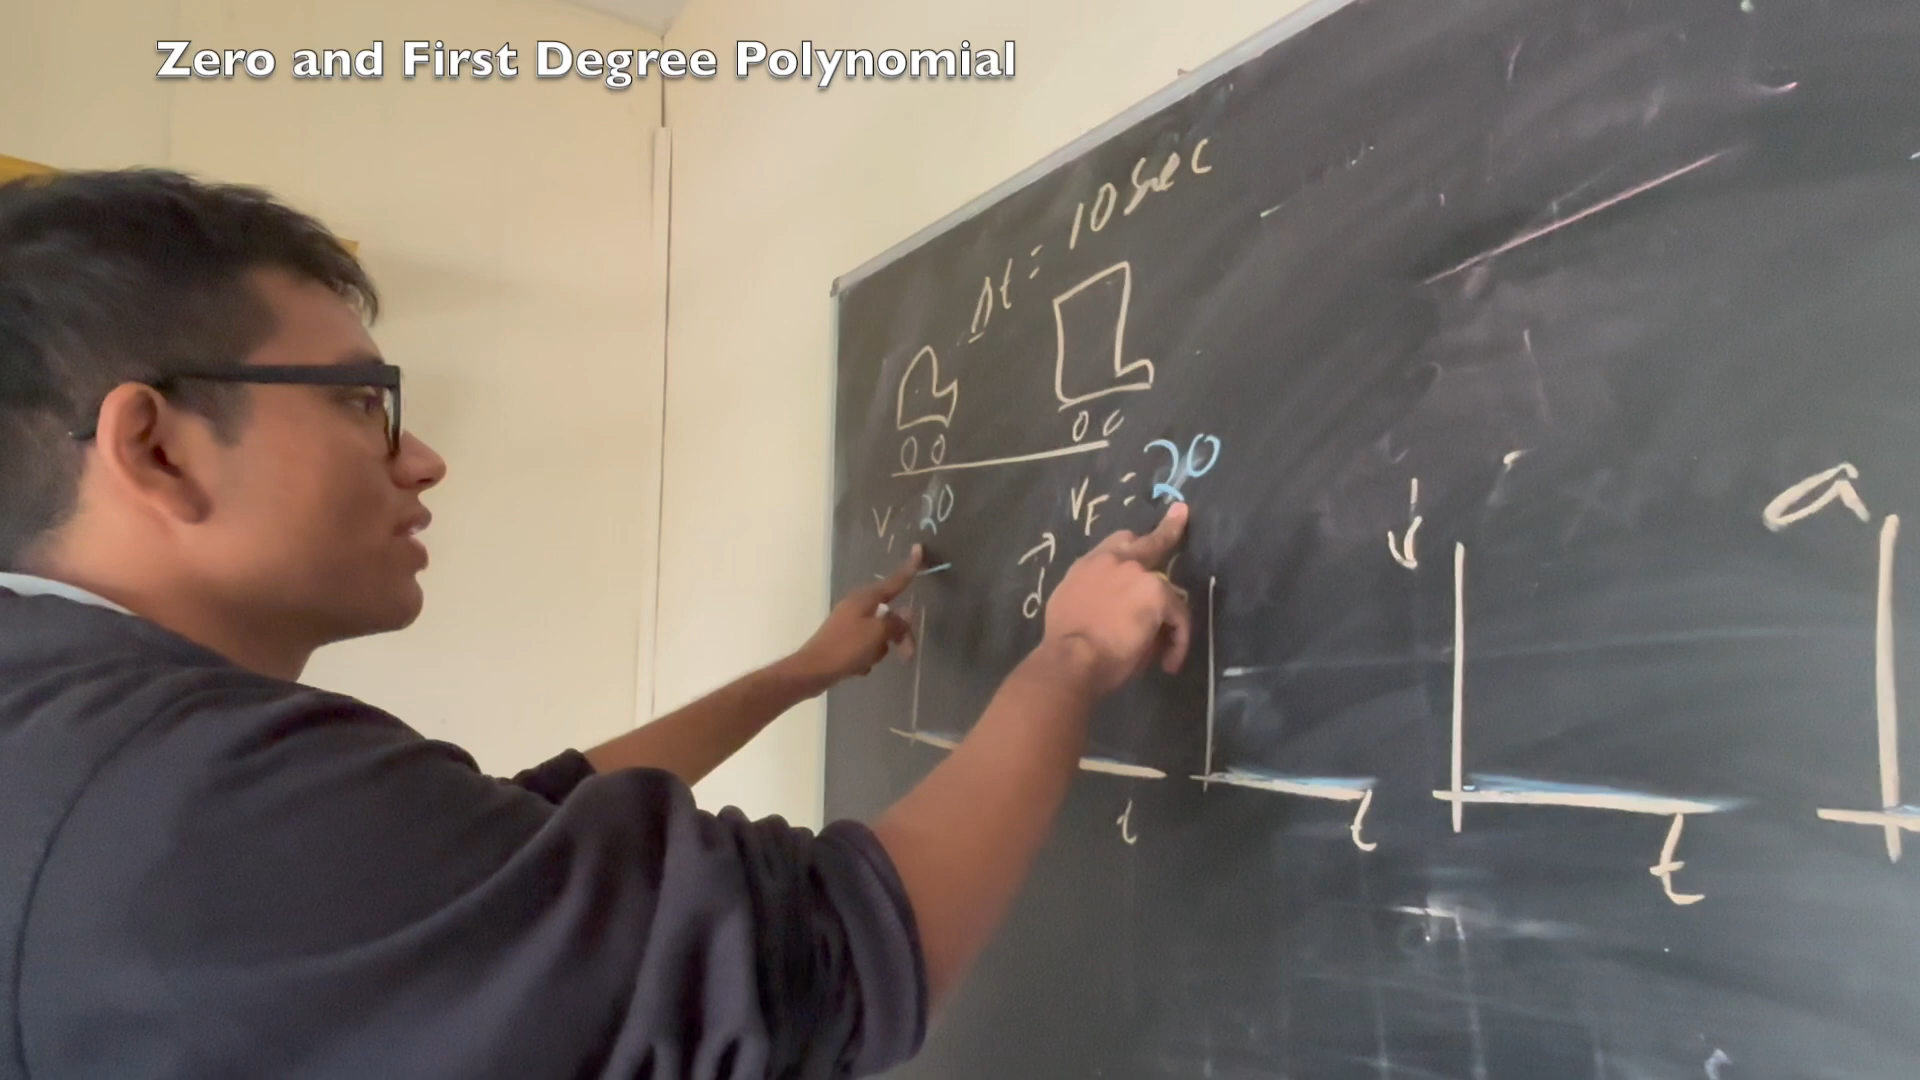 Zero and First Degree Polynomial
Δt = 10 sec
Vi = 20
VF = 20
d
a
t
t
t